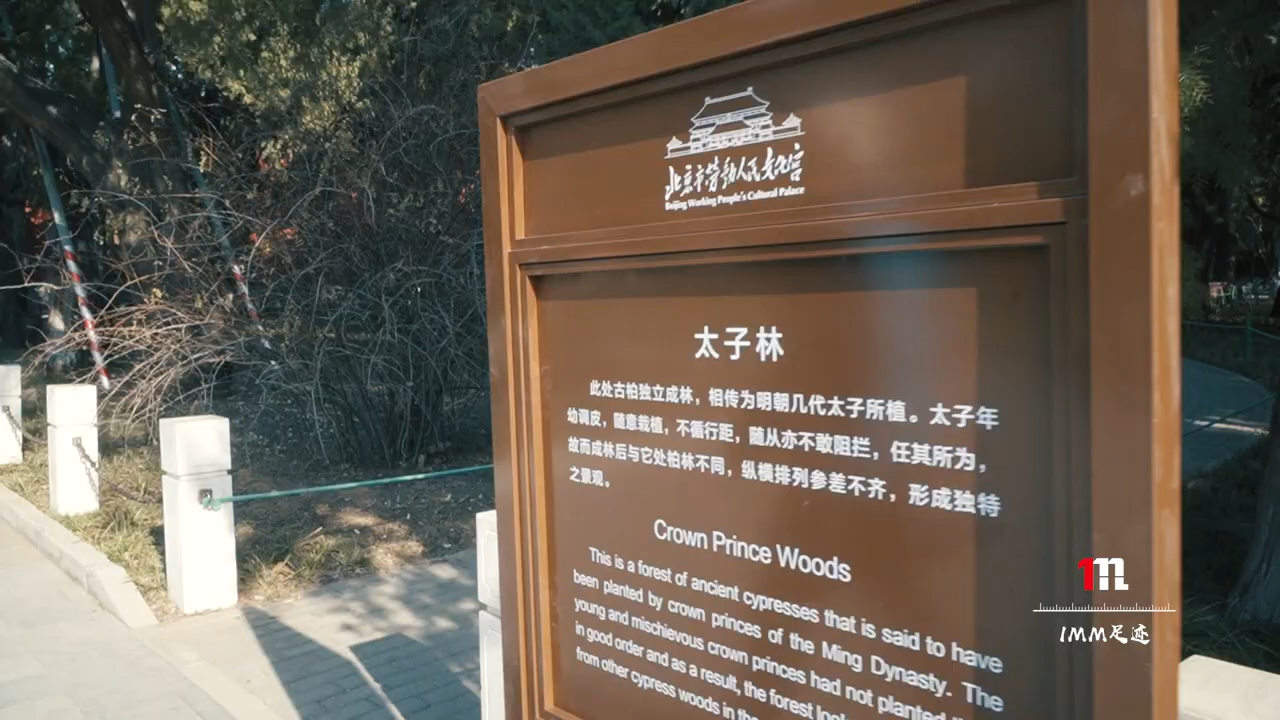 北京市劳动人民文化宫
Beijing Working People's Cultural Palace
太子林
此处古柏独立成林，相传为明朝几代太子所植。太子年
幼调皮，随意栽植，不循行距，随从亦不敢阻拦，任其所为，
故而成林后与它处柏林不同，纵横排列参差不齐，形成独特
之景观。
Crown Prince Woods
This is a forest of ancient cypresses that is said to have
been planted by crown princes of the Ming Dynasty. The
young and mischievous crown princes had not planted
in good order and as a result, the forest
from other cypress woods in the
1m
1MM足迹